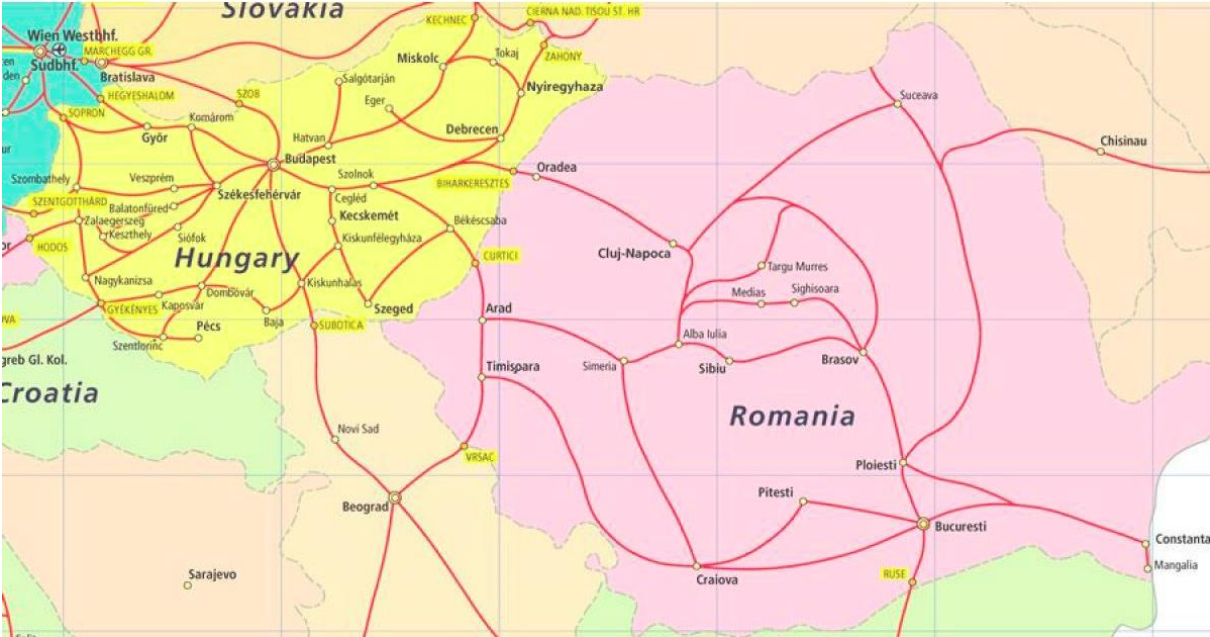 Slovakia
CIERNA NAD. TISOU ST. HR
KECHNEC
Wien Westbhf.
MARCHEGG GR.
Südbhf.
Bratislava
ZAHONY
Tokaj
Miskolc
Salgótarján
Nyiregyhaza
HEGYESHALOM
SZOB
Eger
SOPRON
Komárom
Suceava
Győr
Hatvan
Debrecen
Chisinau
Budapest
Oradea
Szombathely
Veszprém
Szolnok
BIHARKERESZTES
Székesfehérvár
Cegléd
SZENTGOTTHÁRD
Balatonfüred
Kecskemét
Zalaegerszeg
Keszthely
Siófok
Kiskunfélegyháza
Békéscsaba
HODOS
Cluj-Napoca
CURTICI
Hungary
Targu Murres
Nagykanizsa
Kiskunhalas
Dombóvár
Medias
Sighisoara
GYÉKÉNYES
Kaposvár
Szeged
Arad
Baja
SUBOTICA
Pécs
Alba Iulia
Szentlorinc
greb Gl. Kol.
Timispara
Simeria
Sibiu
Brasov
Croatia
Romania
Novi Sad
VRSAC
Ploiesti
Pitesti
Beograd
Bucuresti
Constanta
Mangalia
Sarajevo
Craiova
RUSE